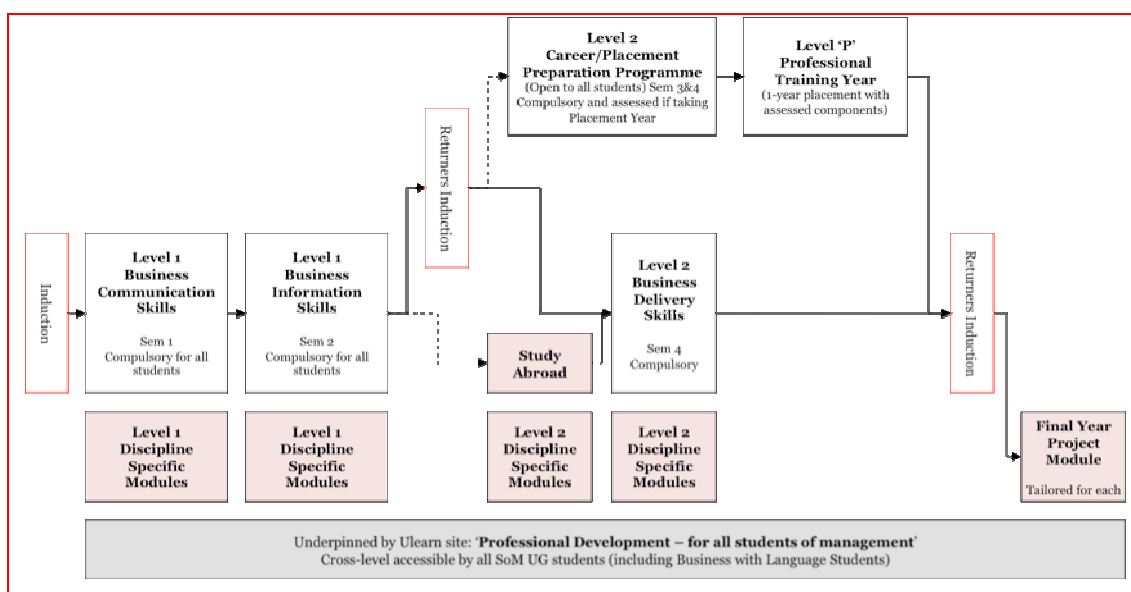 Level 2
Career/Placement
Preparation Programme
(Open to all students) Sem 3&4
Compulsory and assessed if taking
Placement Year
Level 'P'
Professional
Training Year
(1-year placement with
assessed components)
Returners Induction
Induction
Level 1
Business
Communication
Skills
Sem 1
Compulsory for all
students
Level 1
Business
Information
Skills
Sem 2
Compulsory for all
students
Study
Abroad
Level 2
Business
Delivery
Skills
Sem 4
Compulsory
Returners Induction
Level 1
Discipline
Specific
Modules
Level 1
Discipline
Specific
Modules
Level 2
Discipline
Specific
Modules
Level 2
Discipline
Specific
Modules
Final Year
Project
Module
Tailored for each
Underpinned by Ulearn site: 'Professional Development – for all students of management'
Cross-level accessible by all SoM UG students (including Business with Language Students)